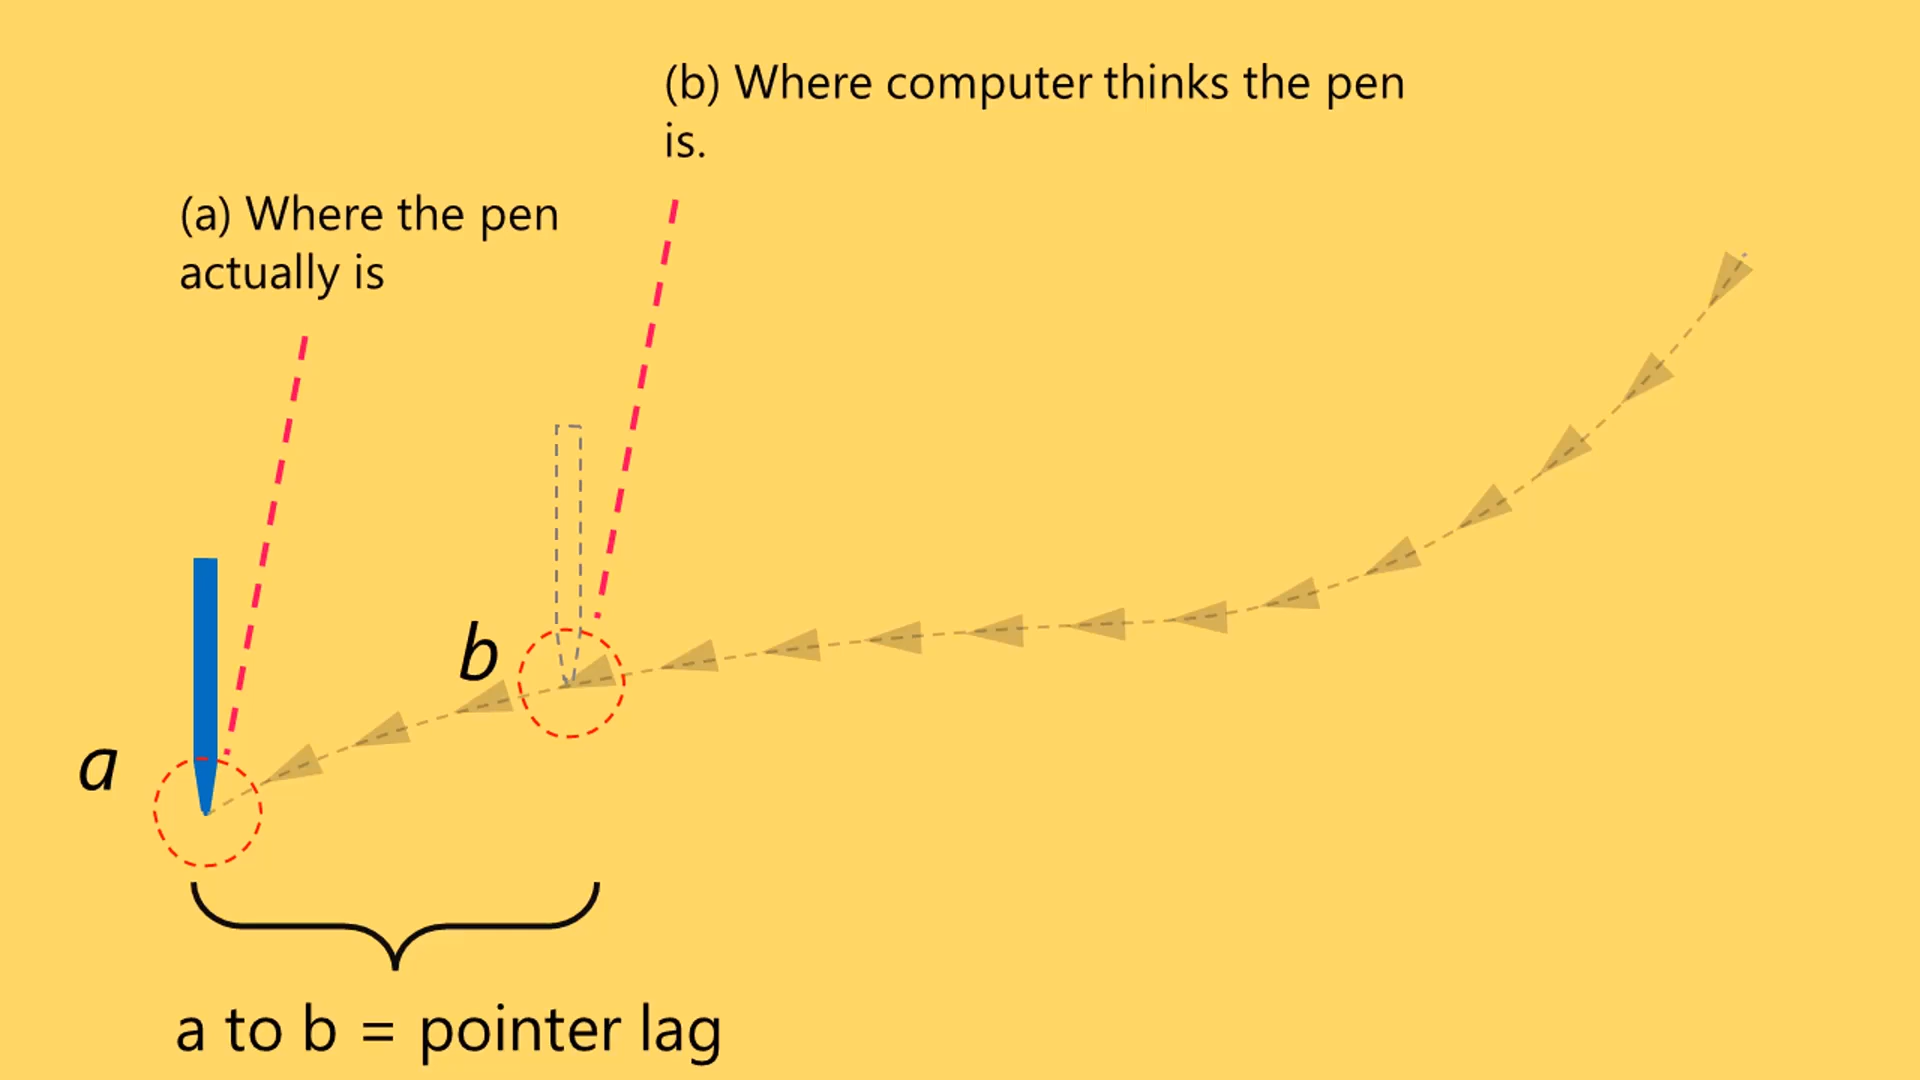 (b) Where computer thinks the pen
is.
(a) Where the pen
actually is
b
a
a to b = pointer lag